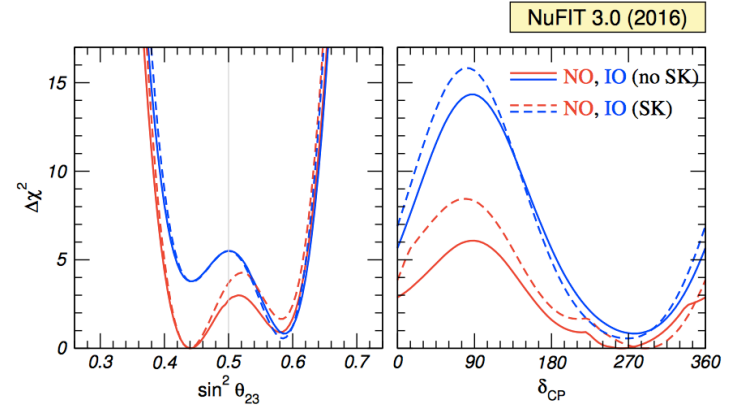 NuFIT 3.0 (2016)
NO, IO (no SK)
NO, IO (SK)
15
10
5
0
Δχ²
0.3 0.4 0.5 0.6 0.7
sin² θ₂₃
0 90 180 270 360
δ_CP